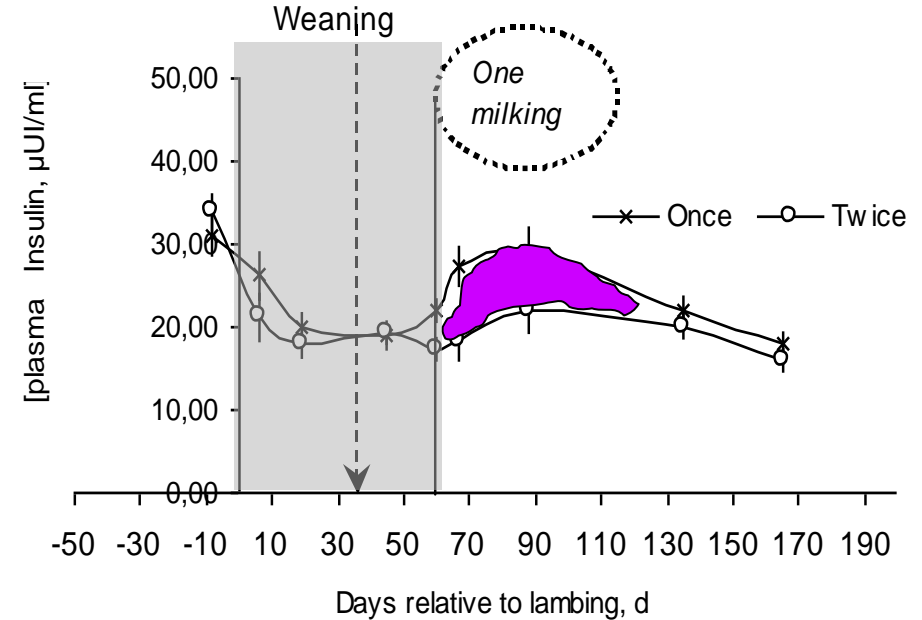 Weaning
One
milking
[plasma Insulin, µUI/ml]
50,00
40,00
30,00
20,00
10,00
0,00
Once
Twice
-50 -30 -10 10 30 50 70 90 110 130 150 170 190
Days relative to lambing, d